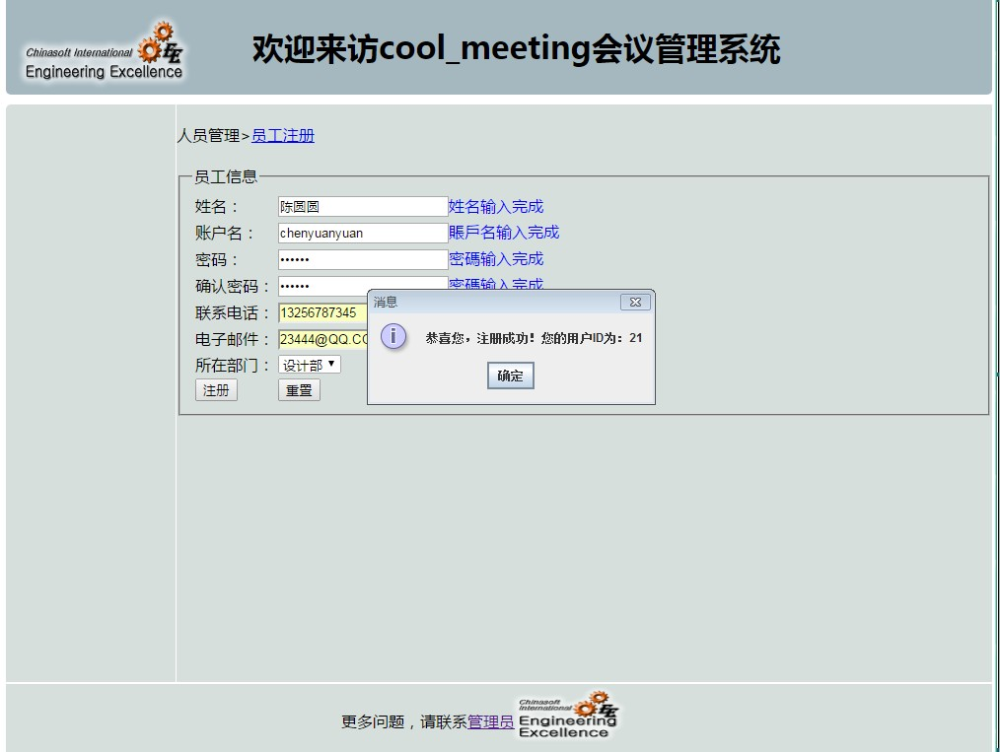 Chinasoft International
Engineering Excellence
欢迎来访cool_meeting会议管理系统
人员管理>员工注册
员工信息
姓名： 陈圆圆 姓名输入完成
账户名： chenyuanyuan 賬戶名输入完成
密码： •••••• 密碼输入完成
确认密码： •••••• 密碼输入完成
联系电话： 13256787345
电子邮件： 23444@QQ.CO
所在部门： 设计部
注册 重置
消息
恭喜您，注册成功！您的用户ID为：21
确定
更多问题，请联系管理员
Chinasoft International
Engineering Excellence